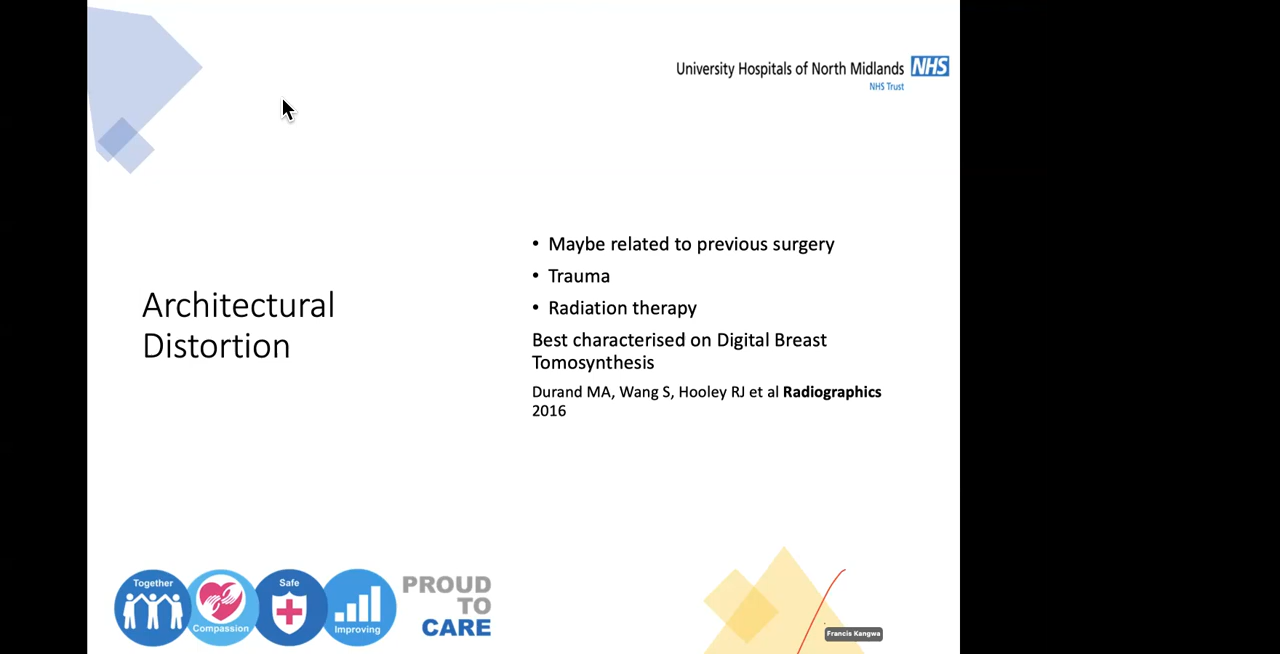 University Hospitals of North Midlands NHS
NHS Trust
Architectural
Distortion
• Maybe related to previous surgery
• Trauma
• Radiation therapy
Best characterised on Digital Breast
Tomosynthesis
Durand MA, Wang S, Hooley RJ et al Radiographics
2016
Together
Compassion
Safe
Improving
PROUD
TO
CARE
Francis Kangwa